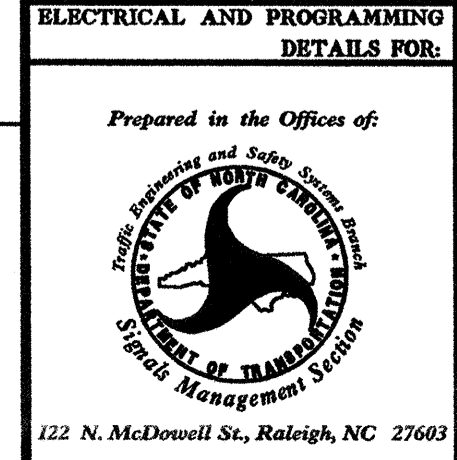 ELECTRICAL AND PROGRAMMING
DETAILS FOR:
Prepared in the Offices of:
Traffic Engineering and Safety Systems Branch
STATE OF NORTH CAROLINA
DEPARTMENT OF TRANSPORTATION
Signals Management Section
122 N. McDowell St., Raleigh, NC 27603